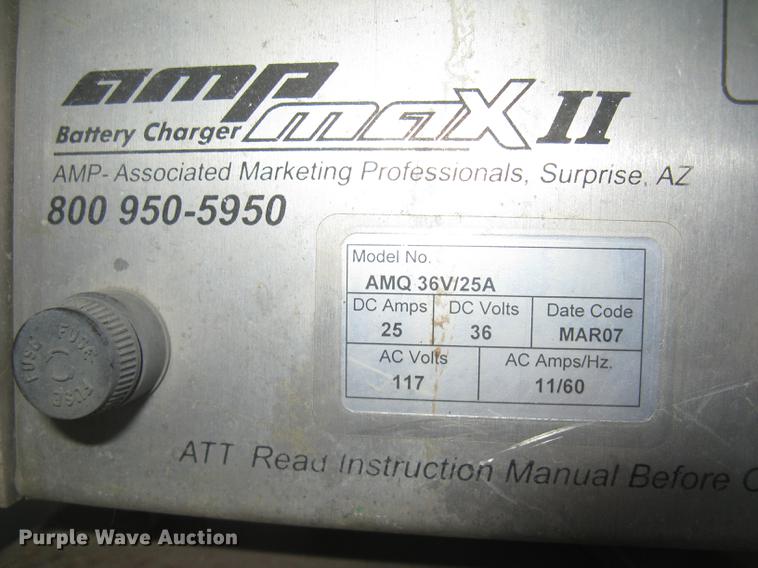 amp
Battery Charger maX II
AMP- Associated Marketing Professionals, Surprise, AZ
800 950-5950
Model No.
AMQ 36V/25A
DC Amps DC Volts Date Code
25 36 MAR07
AC Volts AC Amps/Hz.
117 11/60
FUSE FUSE FUSE
ATT Read Instruction Manual Before
Purple Wave Auction